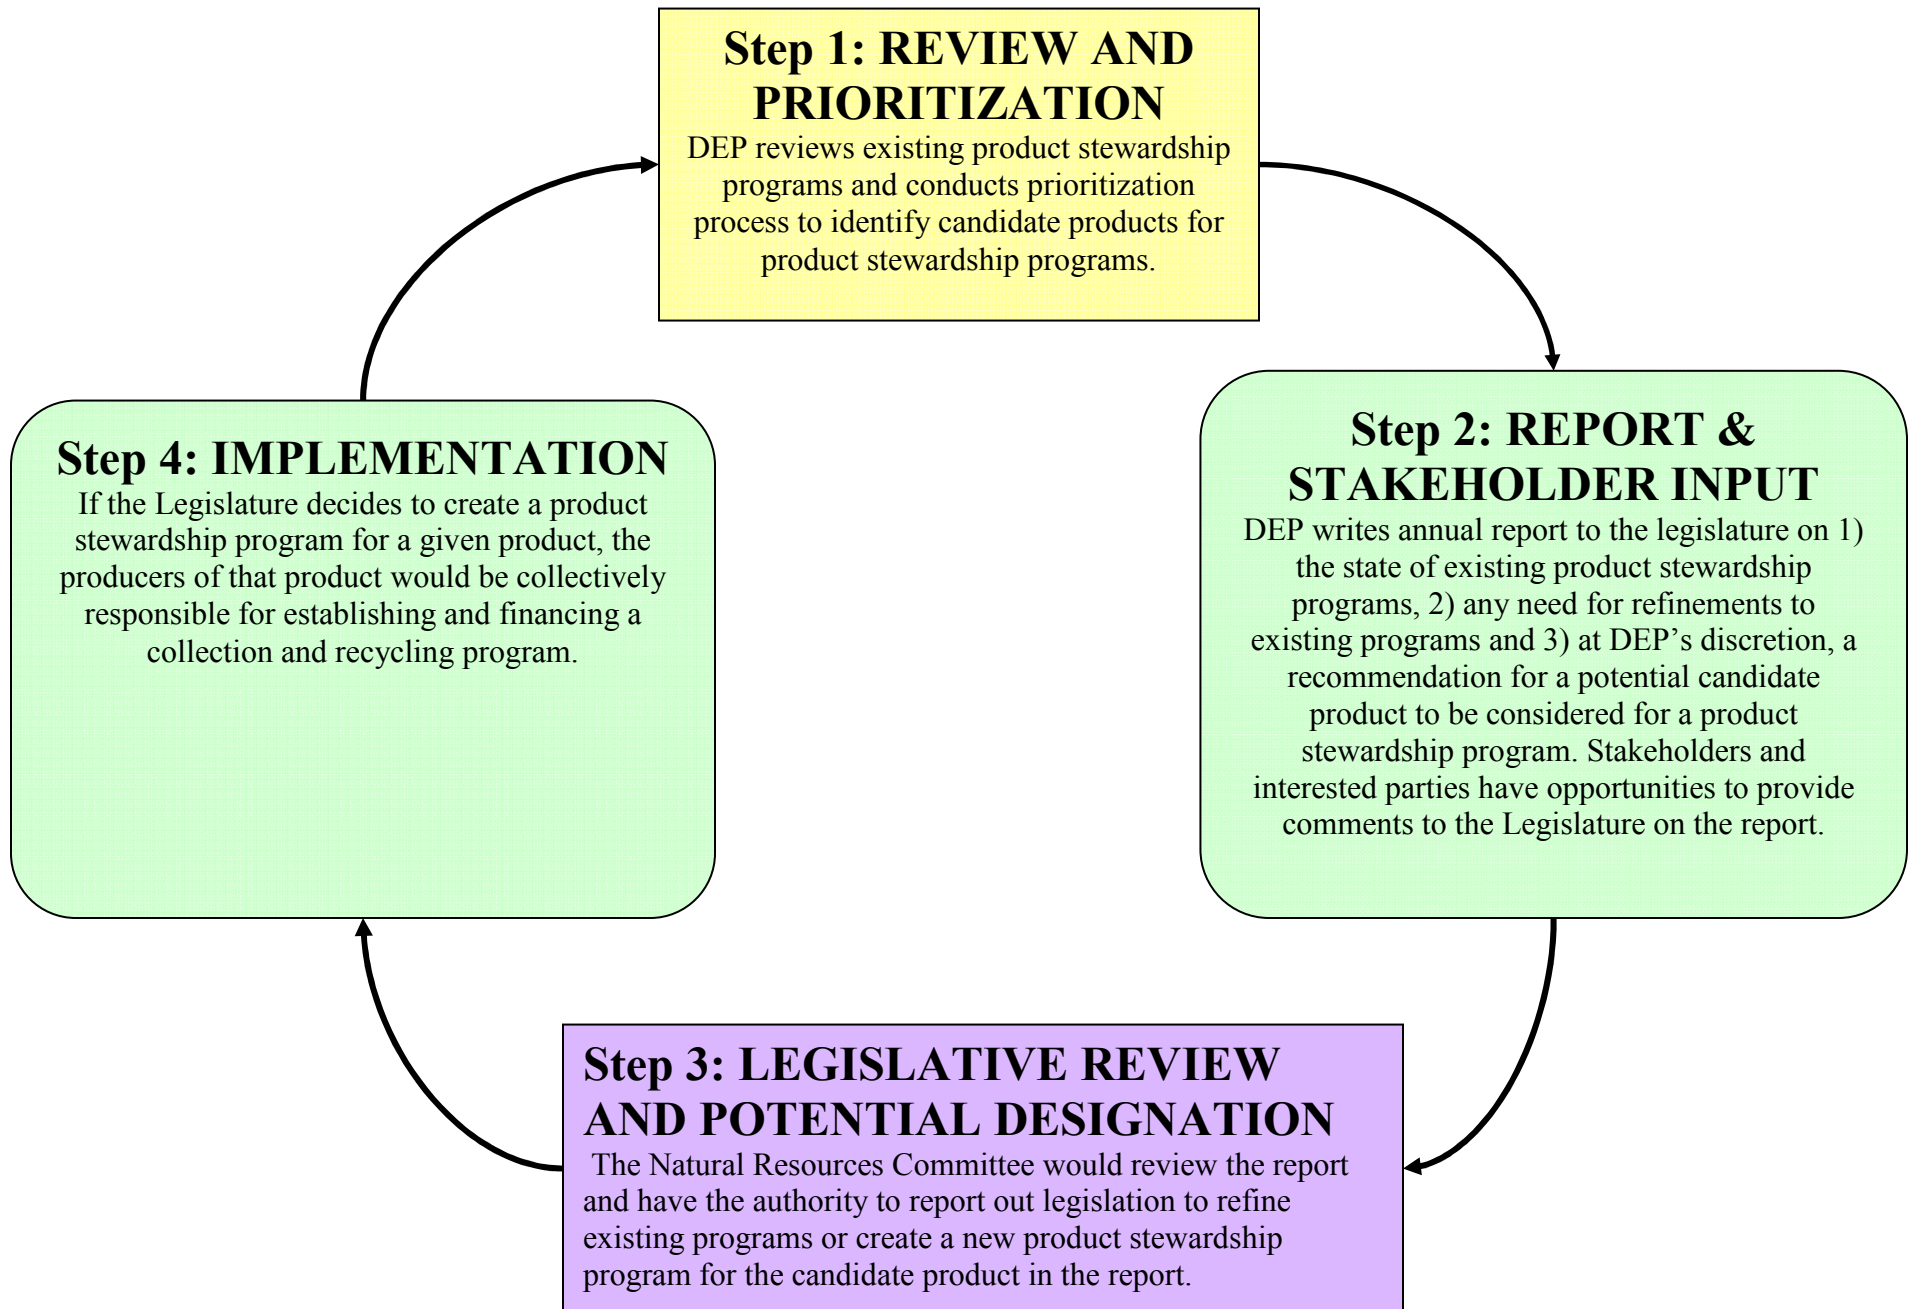 Step 1: REVIEW AND
PRIORITIZATION
DEP reviews existing product stewardship
programs and conducts prioritization
process to identify candidate products for
product stewardship programs.
Step 2: REPORT &
STAKEHOLDER INPUT
DEP writes annual report to the legislature on 1)
the state of existing product stewardship
programs, 2) any need for refinements to
existing programs and 3) at DEP’s discretion, a
recommendation for a potential candidate
product to be considered for a product
stewardship program. Stakeholders and
interested parties have opportunities to provide
comments to the Legislature on the report.
Step 3: LEGISLATIVE REVIEW
AND POTENTIAL DESIGNATION
The Natural Resources Committee would review the report
and have the authority to report out legislation to refine
existing programs or create a new product stewardship
program for the candidate product in the report.
Step 4: IMPLEMENTATION
If the Legislature decides to create a product
stewardship program for a given product, the
producers of that product would be collectively
responsible for establishing and financing a
collection and recycling program.